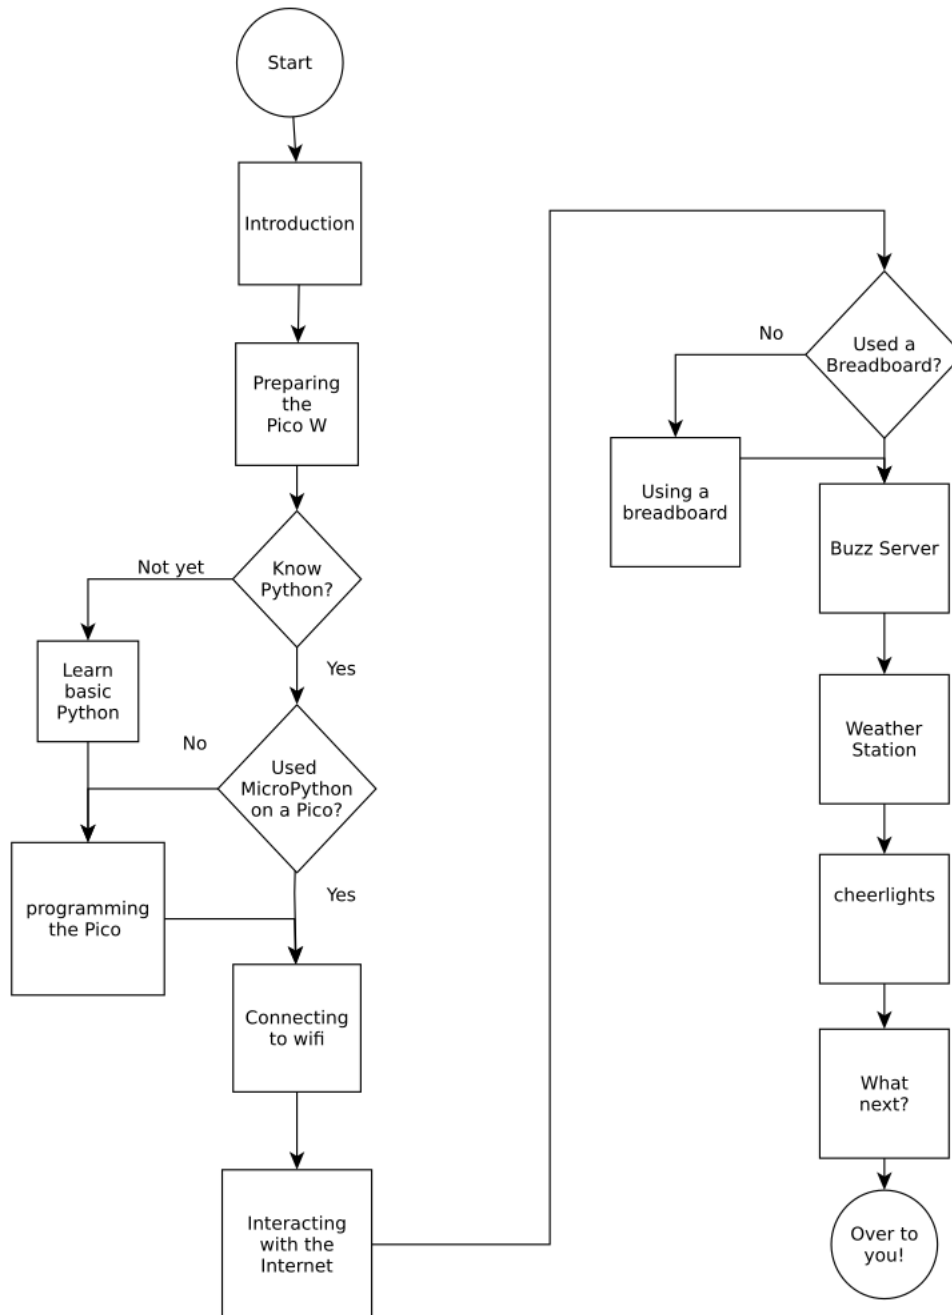 Start
Introduction
Preparing
the
Pico W
Know
Python?
Not yet
Learn
basic
Python
Yes
Used
MicroPython
on a Pico?
No
programming
the Pico
Yes
Connecting
to wifi
Interacting
with the
Internet
Used a
Breadboard?
No
Using a
breadboard
Buzz Server
Weather
Station
cheerlights
What
next?
Over to
you!